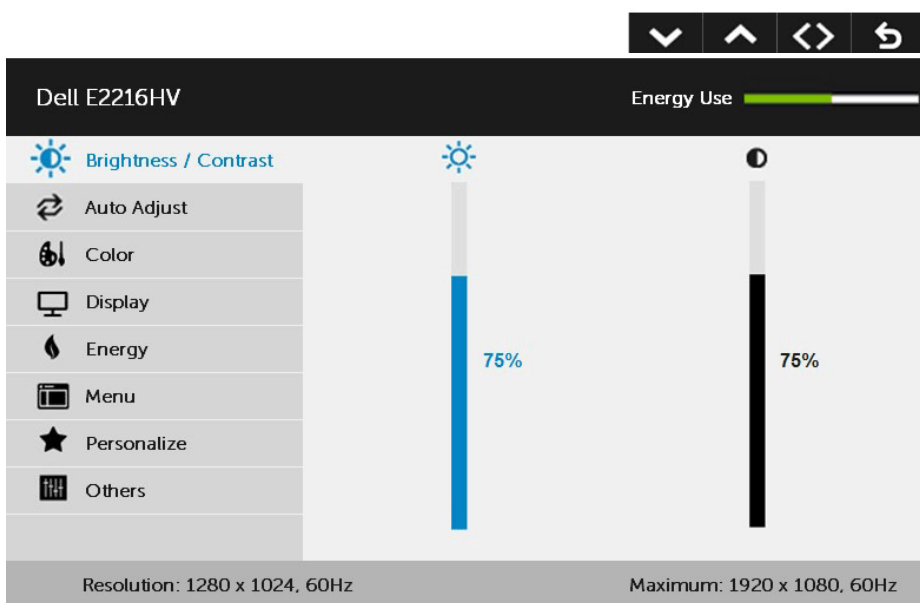 Dell E2216HV
Energy Use
Brightness / Contrast
Auto Adjust
Color
Display
Energy
Menu
Personalize
Others
75%
75%
Resolution: 1280 x 1024, 60Hz
Maximum: 1920 x 1080, 60Hz